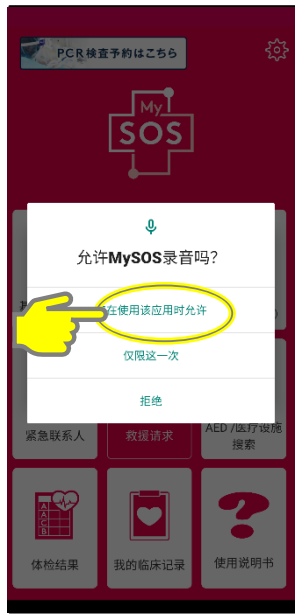 PCR検査予約はこちら
My
SOS
允许MySOS录音吗?
在使用该应用时允许
仅限这一次
拒绝
紧急联系人
救援请求
AED /医疗设施
搜索
A
A
C
B
体检结果
我的临床记录
使用说明书